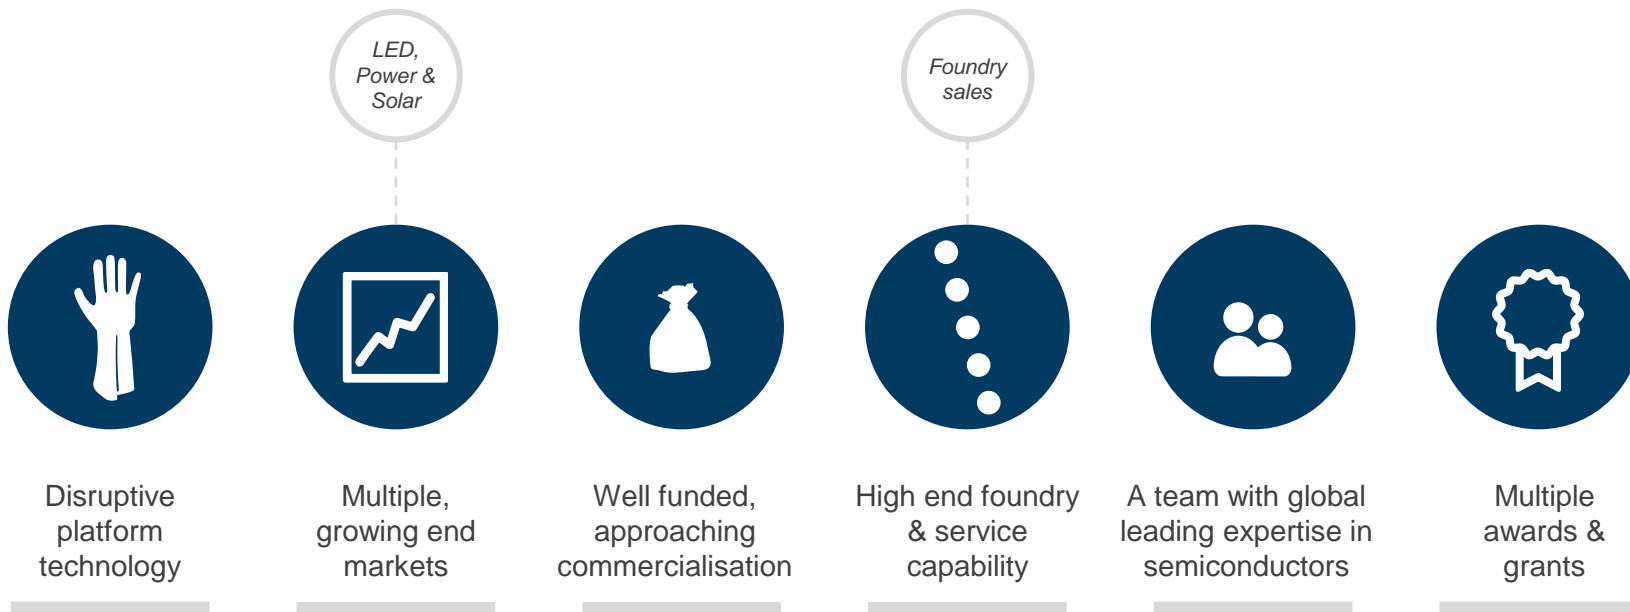 LED,
Power &
Solar
Foundry
sales
Disruptive
platform
technology
Multiple,
growing end
markets
Well funded,
approaching
commercialisation
High end foundry
& service
capability
A team with global
leading expertise in
semiconductors
Multiple
awards &
grants